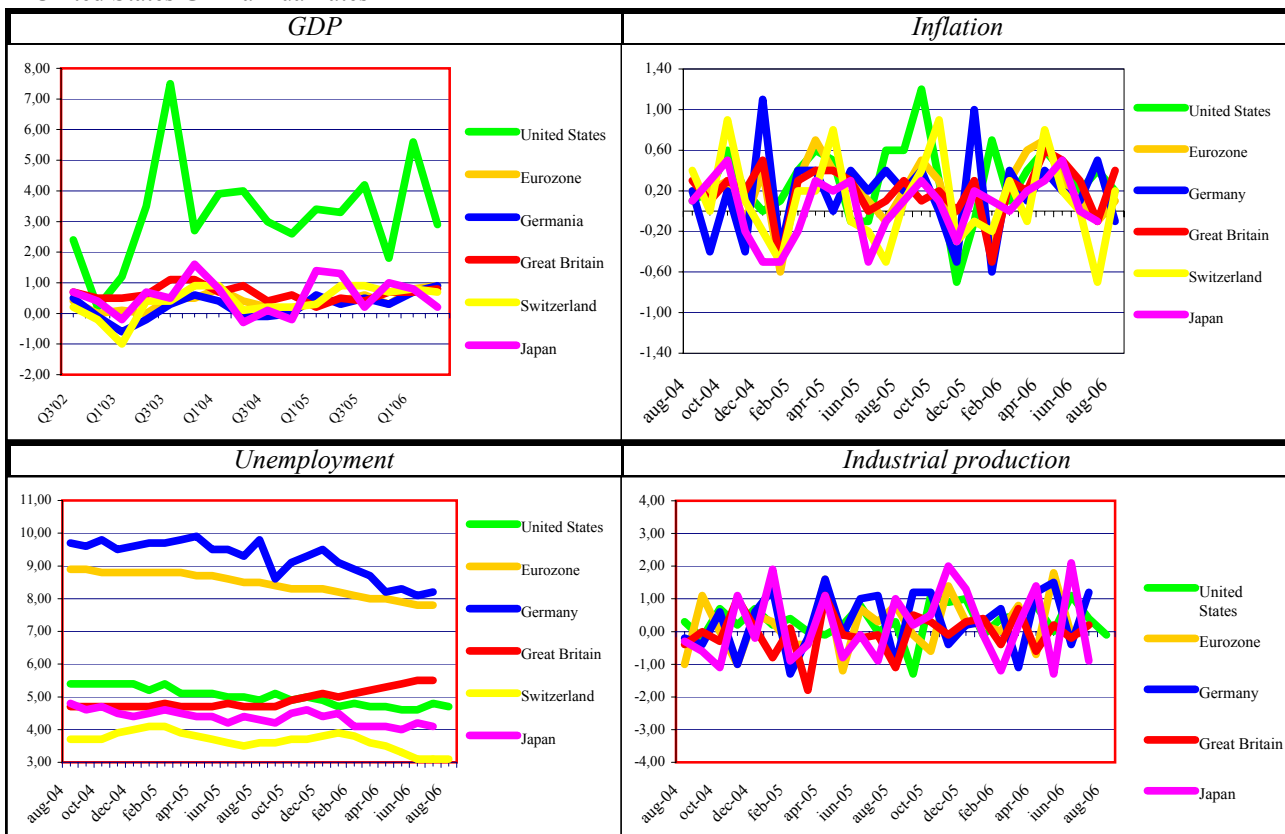 GDP
Inflation
8,00
7,00
6,00
5,00
4,00
3,00
2,00
1,00
0,00
-1,00
-2,00
Q3'02
Q1'03
Q3'03
Q1'04
Q3'04
Q1'05
Q3'05
Q1'06
United States
Eurozone
Germania
Great Britain
Switzerland
Japan
1,40
1,00
0,60
0,20
-0,20
-0,60
-1,00
-1,40
aug-04
oct-04
dec-04
feb-05
apr-05
iun-05
aug-05
oct-05
dec-05
feb-06
apr-06
iun-06
aug-06
United States
Eurozone
Germany
Great Britain
Switzerland
Japan
Unemployment
Industrial production
11,00
10,00
9,00
8,00
7,00
6,00
5,00
4,00
3,00
aug-04
oct-04
dec-04
feb-05
apr-05
iun-05
aug-05
oct-05
dec-05
feb-06
apr-06
iun-06
aug-06
United States
Eurozone
Germany
Great Britain
Switzerland
Japan
4,00
3,00
2,00
1,00
0,00
-1,00
-2,00
-3,00
-4,00
aug-04
oct-04
dec-04
feb-05
apr-05
iun-05
aug-05
oct-05
dec-05
feb-06
apr-06
iun-06
aug-06
United
States
Eurozone
Germany
Great Britain
Japan